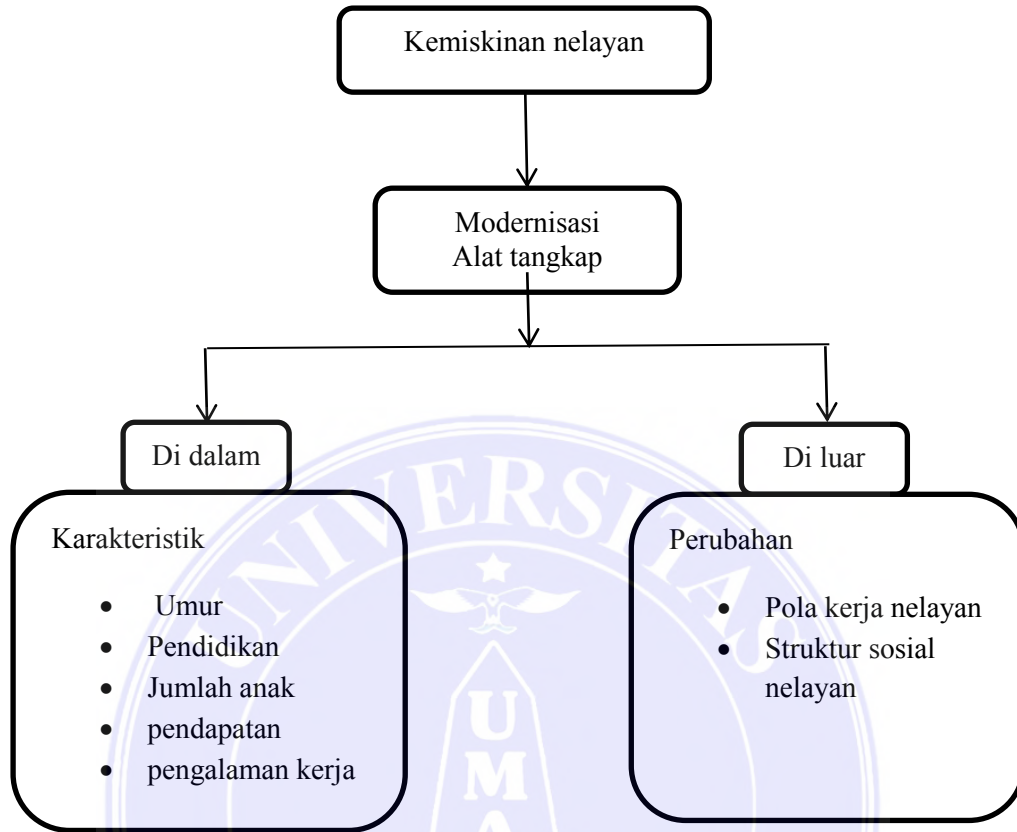 Kemiskinan nelayan
Modernisasi
Alat tangkap
Di dalam
Di luar
Karakteristik
• Umur
• Pendidikan
• Jumlah anak
• pendapatan
• pengalaman kerja
Perubahan
• Pola kerja nelayan
• Struktur sosial
nelayan
UNIVERSITAS
U
M
A